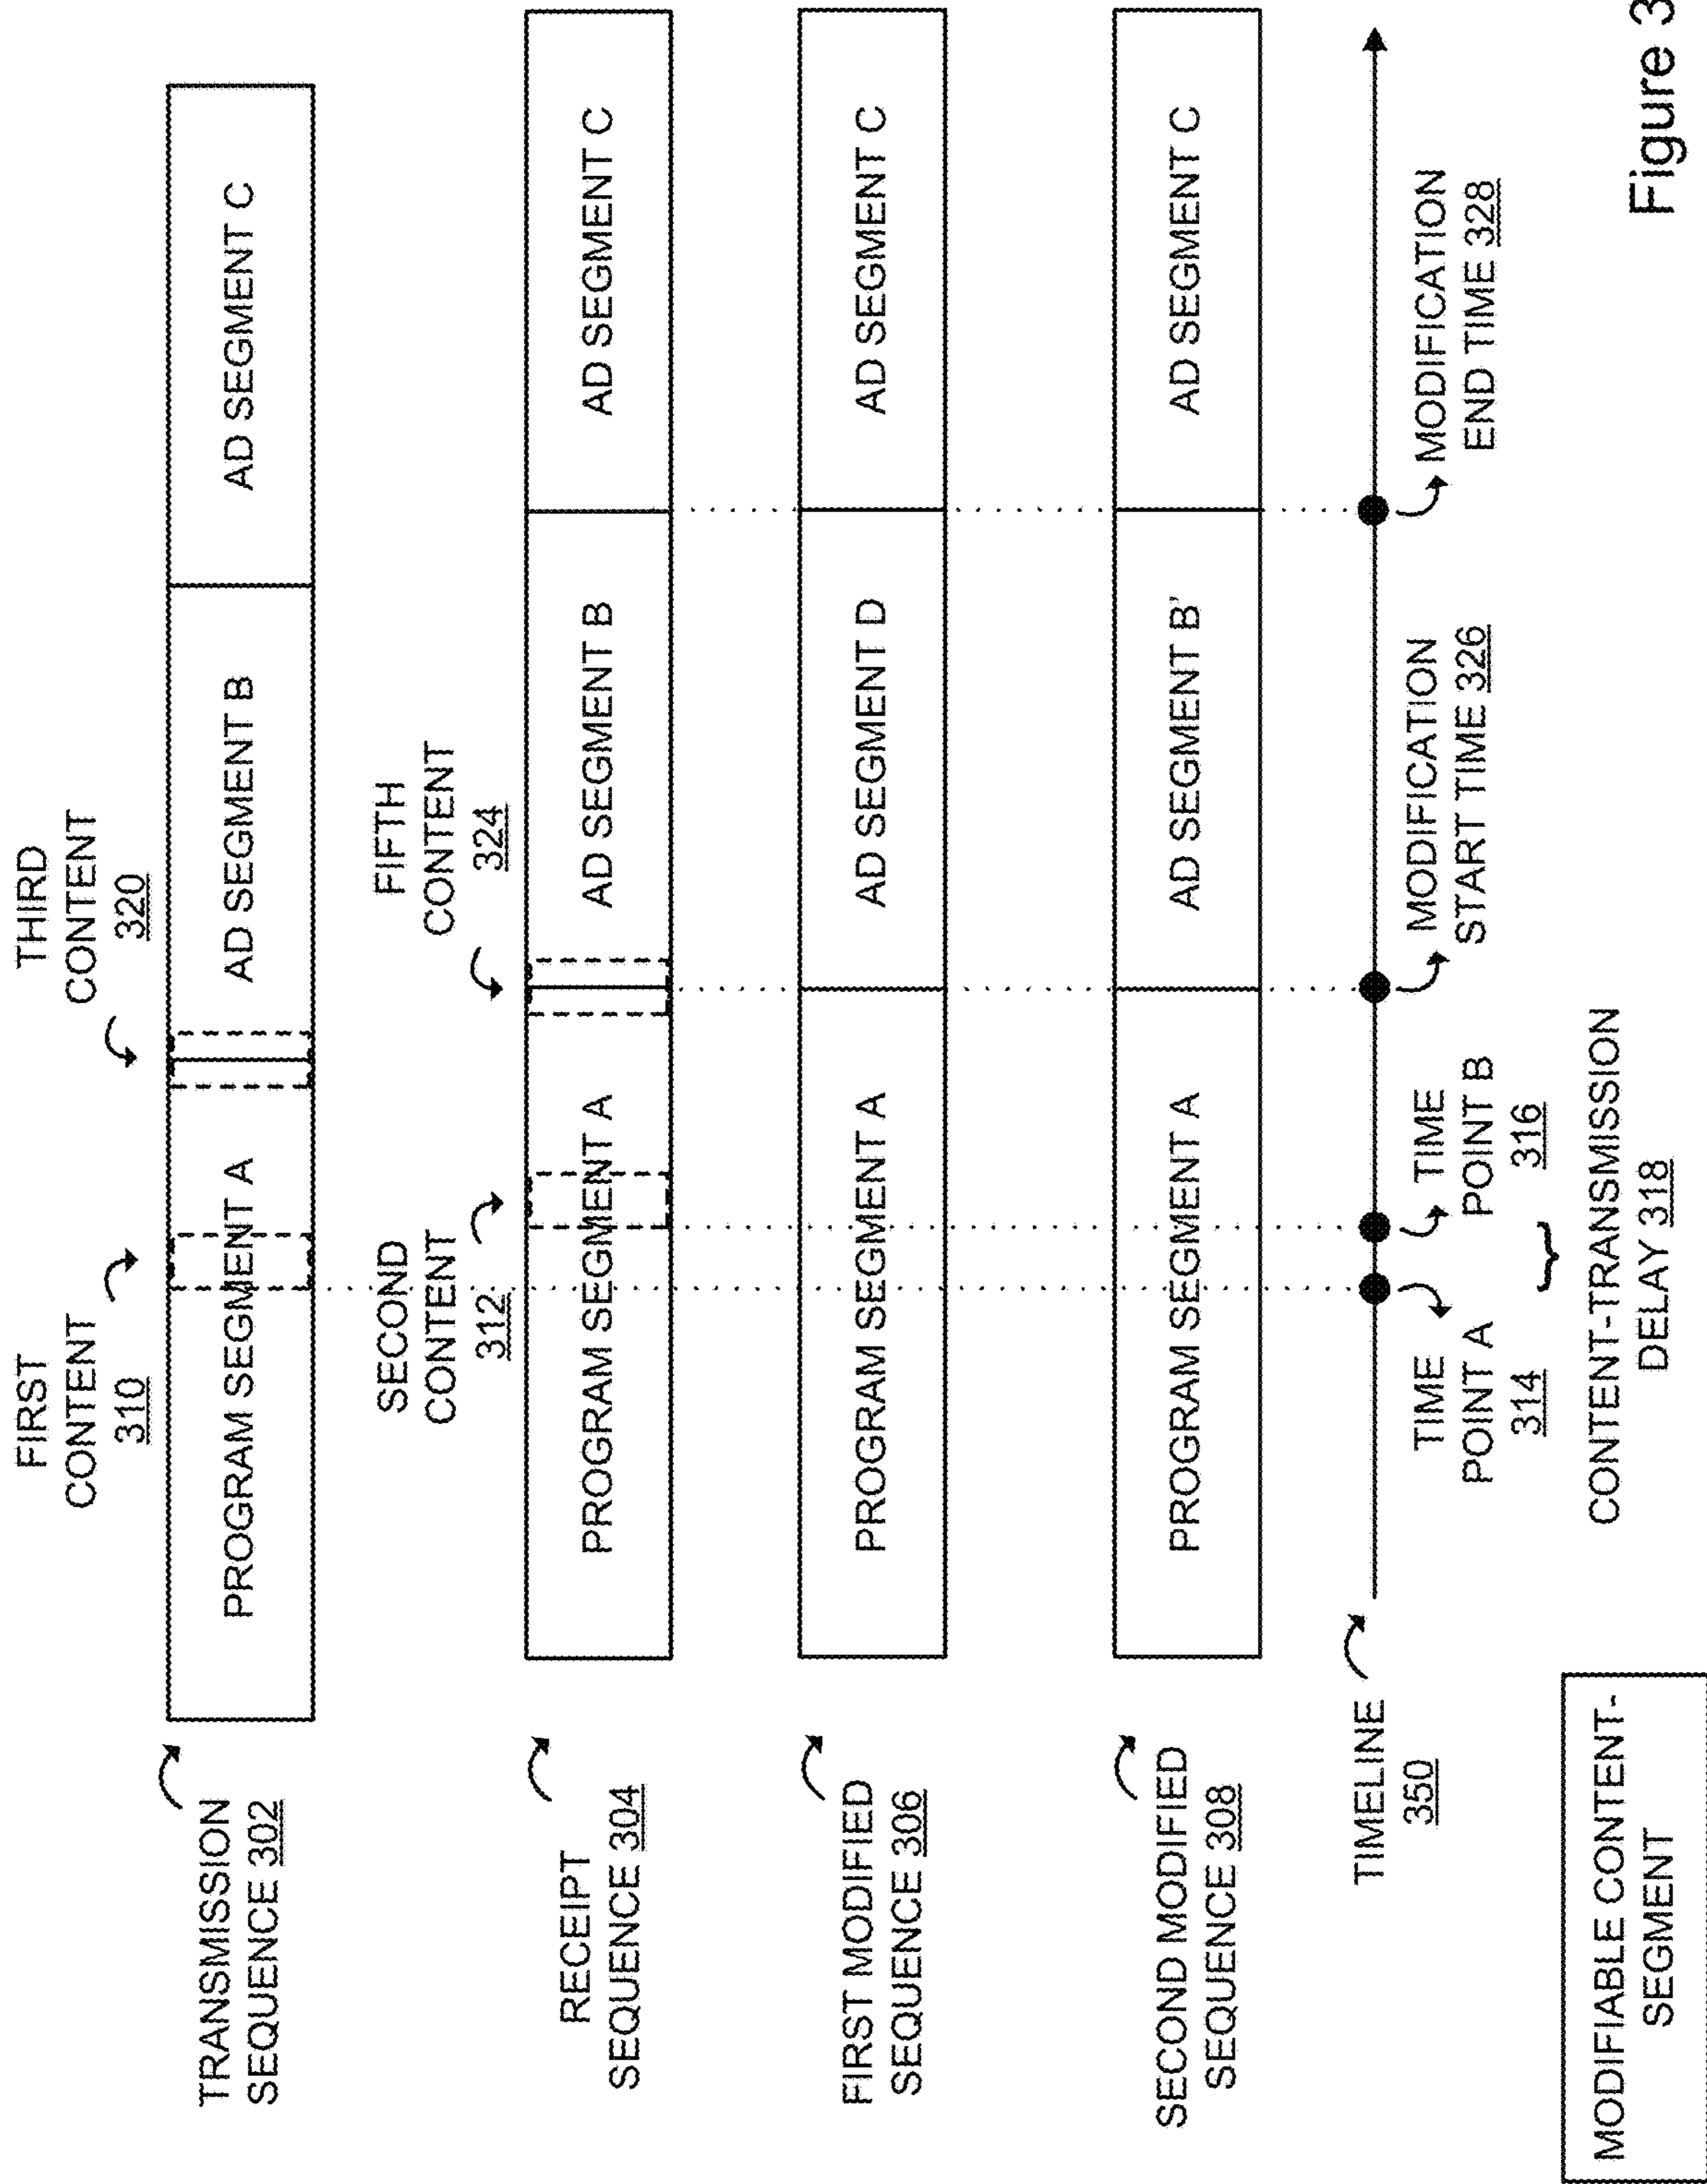 FIRST
CONTENT
310
THIRD
CONTENT
320
TRANSMISSION
SEQUENCE 302
PROGRAM SEGMENT A
AD SEGMENT B
AD SEGMENT C
SECOND
CONTENT
312
FIFTH
CONTENT
324
RECEIPT
SEQUENCE 304
PROGRAM SEGMENT A
AD SEGMENT B
AD SEGMENT C
FIRST MODIFIED
SEQUENCE 306
PROGRAM SEGMENT A
AD SEGMENT D
AD SEGMENT C
SECOND MODIFIED
SEQUENCE 308
PROGRAM SEGMENT A
AD SEGMENT B'
AD SEGMENT C
TIMELINE
350
TIME
POINT A
314
TIME
POINT B
316
MODIFICATION
START TIME 326
MODIFICATION
END TIME 328
CONTENT-TRANSMISSION
DELAY 318
MODIFIABLE CONTENT-
SEGMENT
Figure 3